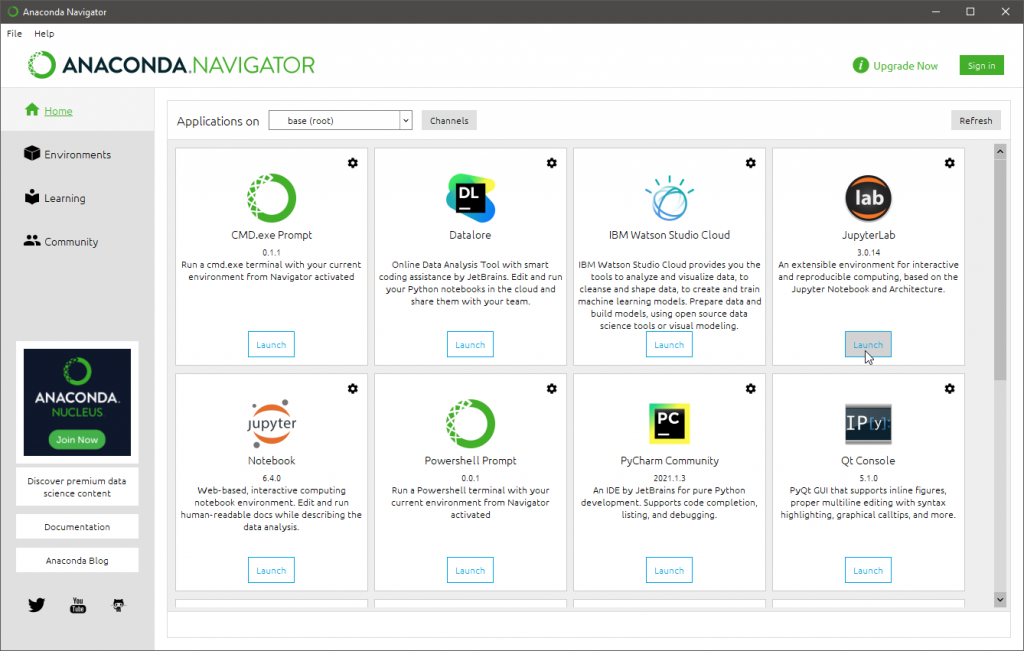 Anaconda Navigator
File Help
ANACONDA.NAVIGATOR
i Upgrade Now Sign in
Home
Environments
Learning
Community
ANACONDA.
NUCLEUS
Join Now
Discover premium data
science content
Documentation
Anaconda Blog
You
Tube
Applications on base (root) Channels Refresh
CMD.exe Prompt
0.1.1
Run a cmd.exe terminal with your current
environment from Navigator activated
Launch
DL
Datalore
Online Data Analysis Tool with smart
coding assistance by JetBrains. Edit and run
your Python notebooks in the cloud and
share them with your team.
Launch
IBM Watson Studio Cloud
IBM Watson Studio Cloud provides you the
tools to analyze and visualize data, to
cleanse and shape data, to create and train
machine learning models. Prepare data and
build models, using open source data
science tools or visual modeling.
Launch
lab
JupyterLab
3.0.14
An extensible environment for interactive
and reproducible computing, based on the
Jupyter Notebook and Architecture.
Launch
jupyter
Notebook
6.4.0
Web-based, interactive computing
notebook environment. Edit and run
human-readable docs while describing the
data analysis.
Launch
Powershell Prompt
0.0.1
Run a Powershell terminal with your
current environment from Navigator
activated
Launch
PC
PyCharm Community
2021.1.3
An IDE by JetBrains for pure Python
development. Supports code completion,
listing, and debugging.
Launch
IP[y]:
Qt Console
5.1.0
PyQt GUI that supports inline figures,
proper multiline editing with syntax
highlighting, graphical calltips, and more.
Launch